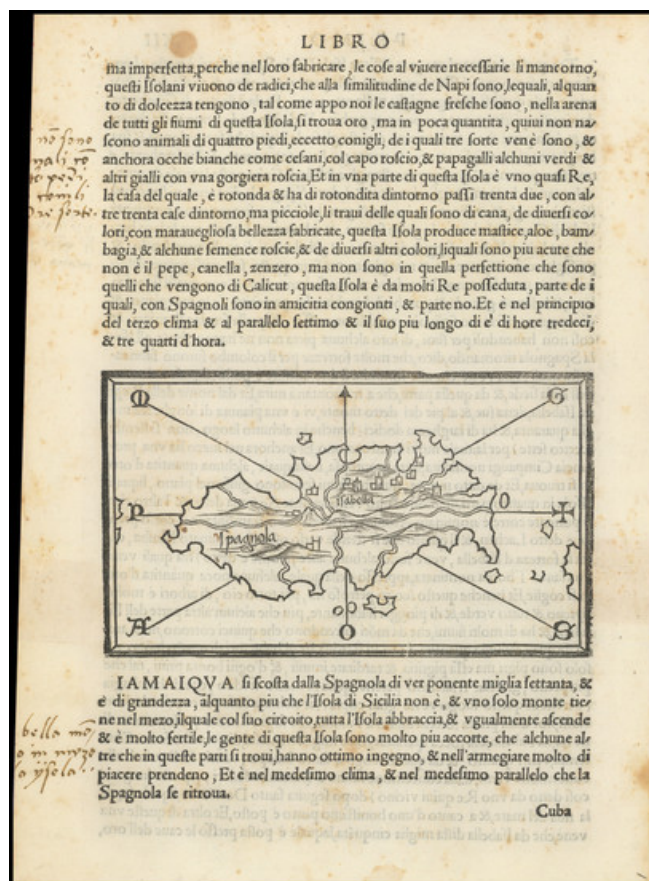 LIBRO
ma imperfetta, perche nel loro fabricare, le cose al viuere necessarie li mancorno,
questi Isolani viuono de radici, che alla similitudine de Napi sono, lequali, alquan
to di dolcezza tengono, tal come appo noi le castagne fresche sono, nella arena
de tutti gli fiumi di questa Isola, si troua oro, ma in poca quantita, quiui non na/
scono animali di quattro piedi, eccetto conigli, de i quali tre sorte venè sono, &
anchora ocche bianche come cesani, col capo roscio, & papagalli alchuni verdi &
altri gialli con vna gorgiera roscia, Et in vna parte di questa Isola è vno quasi Re,
la casa del quale, è rotonda & ha di rotondita dintorno passi trenta due, con al=
tre trenta case dintorno, ma picciole, li traui delle quali sono di cana, de diuersi co/
lori, con marauegliosa bellezza fabricate, questa Isola produce mastice, aloe, bam/
bagia, & alchune semence roscie, & de diuersi altri colori, liquali sono piu acute che
non è il pepe, canella, zenzero, ma non sono in quella perfettione che sono
quelli che vengono di Calicut, questa Isola è da molti Re posseduta, parte de i
quali, con Spagnoli sono in amicitia congionti, & parte no. Et è nel principio
del terzo clima & al parallelo settimo & il suo piu longo di e' di hore tredeci,
& tre quarti d'hora.
nō sono
conili
tre sorte.
M
G
isabella
P
O
Spagnola
A
O
S
IAMAIQVA si scosta dalla Spagnola di ver ponente miglia settanta, &
è di grandezza, alquanto piu che l'Isola di Sicilia non è, & vno solo monte tie/
ne nel mezo, ilquale col suo circoito, tutta l'Isola abbraccia, & vgualmente ascende
& è molto fertile, le gente di questa Isola sono molto piu accorte, che alchune al=
tre che in queste parti si troui, hanno ottimo ingegno, & nell'armegiare molto di
piacere prendeno, Et è nel medesimo clima, & nel medesimo parallelo che la
Spagnola se ritroua.
bella mō
in mezo
ysola
Cuba